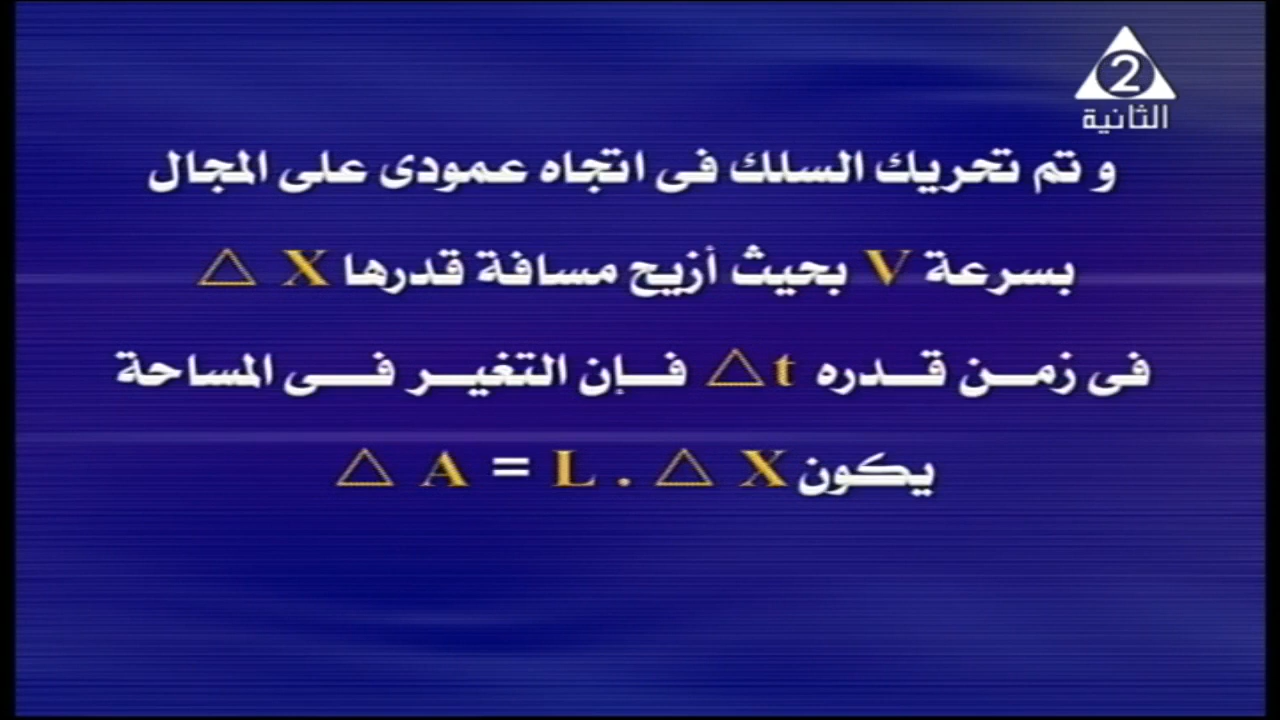 2
الثانية
و تم تحريك السلك فى اتجاه عمودى على المجال
بسرعة V بحيث أزيح مسافة قدرها △ X
فى زمن قدره △t فإن التغير فى المساحة
يكون △ A = L . △ X